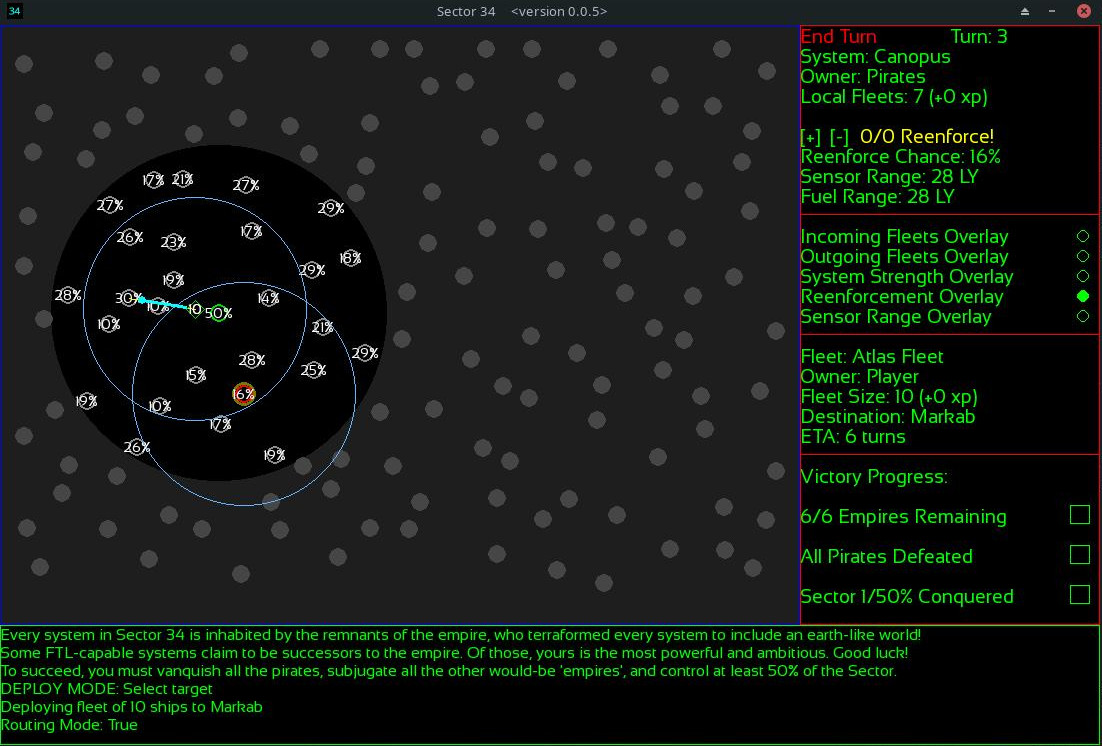 34
Sector 34 <version 0.0.5>
End Turn Turn: 3
System: Canopus
Owner: Pirates
Local Fleets: 7 (+0 xp)
[+] [-] 0/0 Reenforce!
Reenforce Chance: 16%
Sensor Range: 28 LY
Fuel Range: 28 LY
Incoming Fleets Overlay
Outgoing Fleets Overlay
System Strength Overlay
Reenforcement Overlay
Sensor Range Overlay
Fleet: Atlas Fleet
Owner: Player
Fleet Size: 10 (+0 xp)
Destination: Markab
ETA: 6 turns
Victory Progress:
6/6 Empires Remaining
All Pirates Defeated
Sector 1/50% Conquered
17% 21% 27%
27% 29%
26% 23% 17%
18%
19% 29%
28% 30% 10% 10 50% 14%
10% 21%
28% 29%
15% 25%
19% 10% 16%
17%
26% 19%
Every system in Sector 34 is inhabited by the remnants of the empire, who terraformed every system to include an earth-like world!
Some FTL-capable systems claim to be successors to the empire. Of those, yours is the most powerful and ambitious. Good luck!
To succeed, you must vanquish all the pirates, subjugate all the other would-be 'empires', and control at least 50% of the Sector.
DEPLOY MODE: Select target
Deploying fleet of 10 ships to Markab
Routing Mode: True